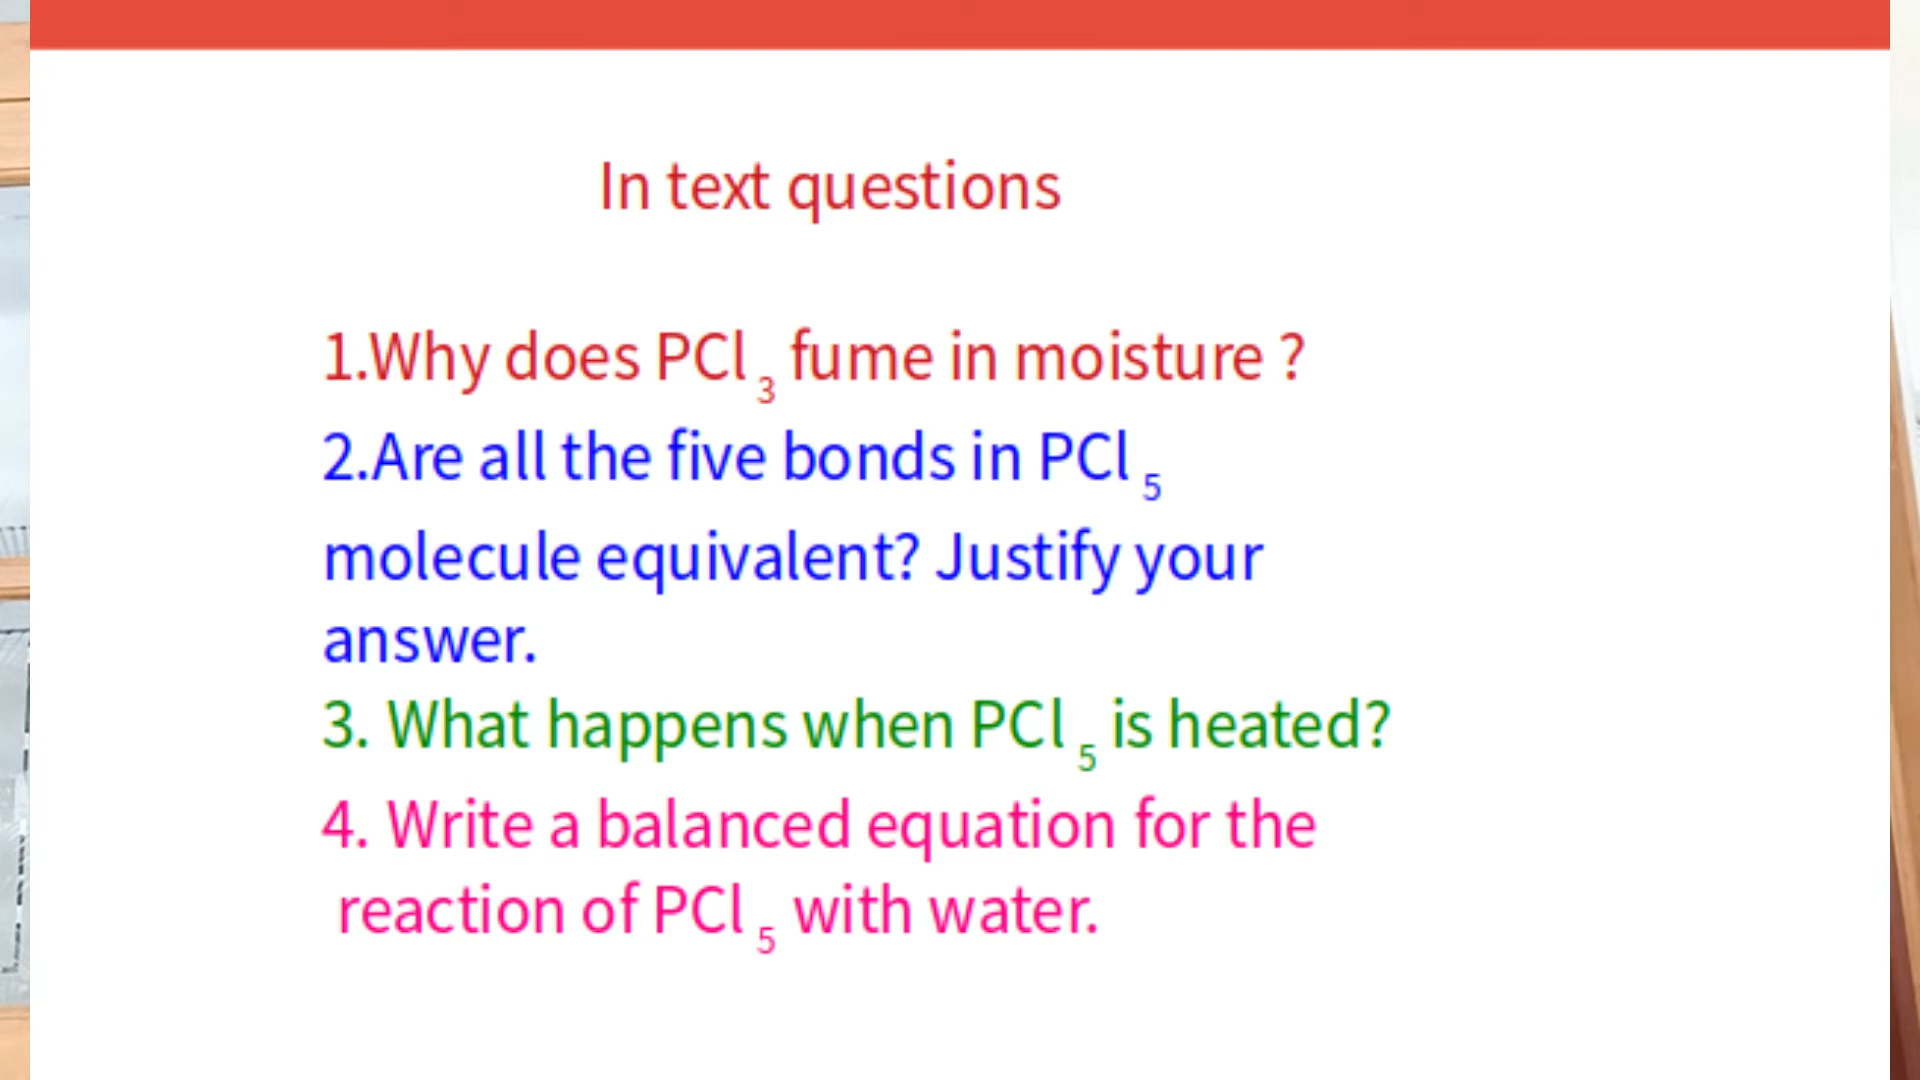 In text questions
1.Why does PCl 3 fume in moisture ?
2.Are all the five bonds in PCl 5
molecule equivalent? Justify your
answer.
3. What happens when PCl 5 is heated?
4. Write a balanced equation for the
reaction of PCl 5 with water.